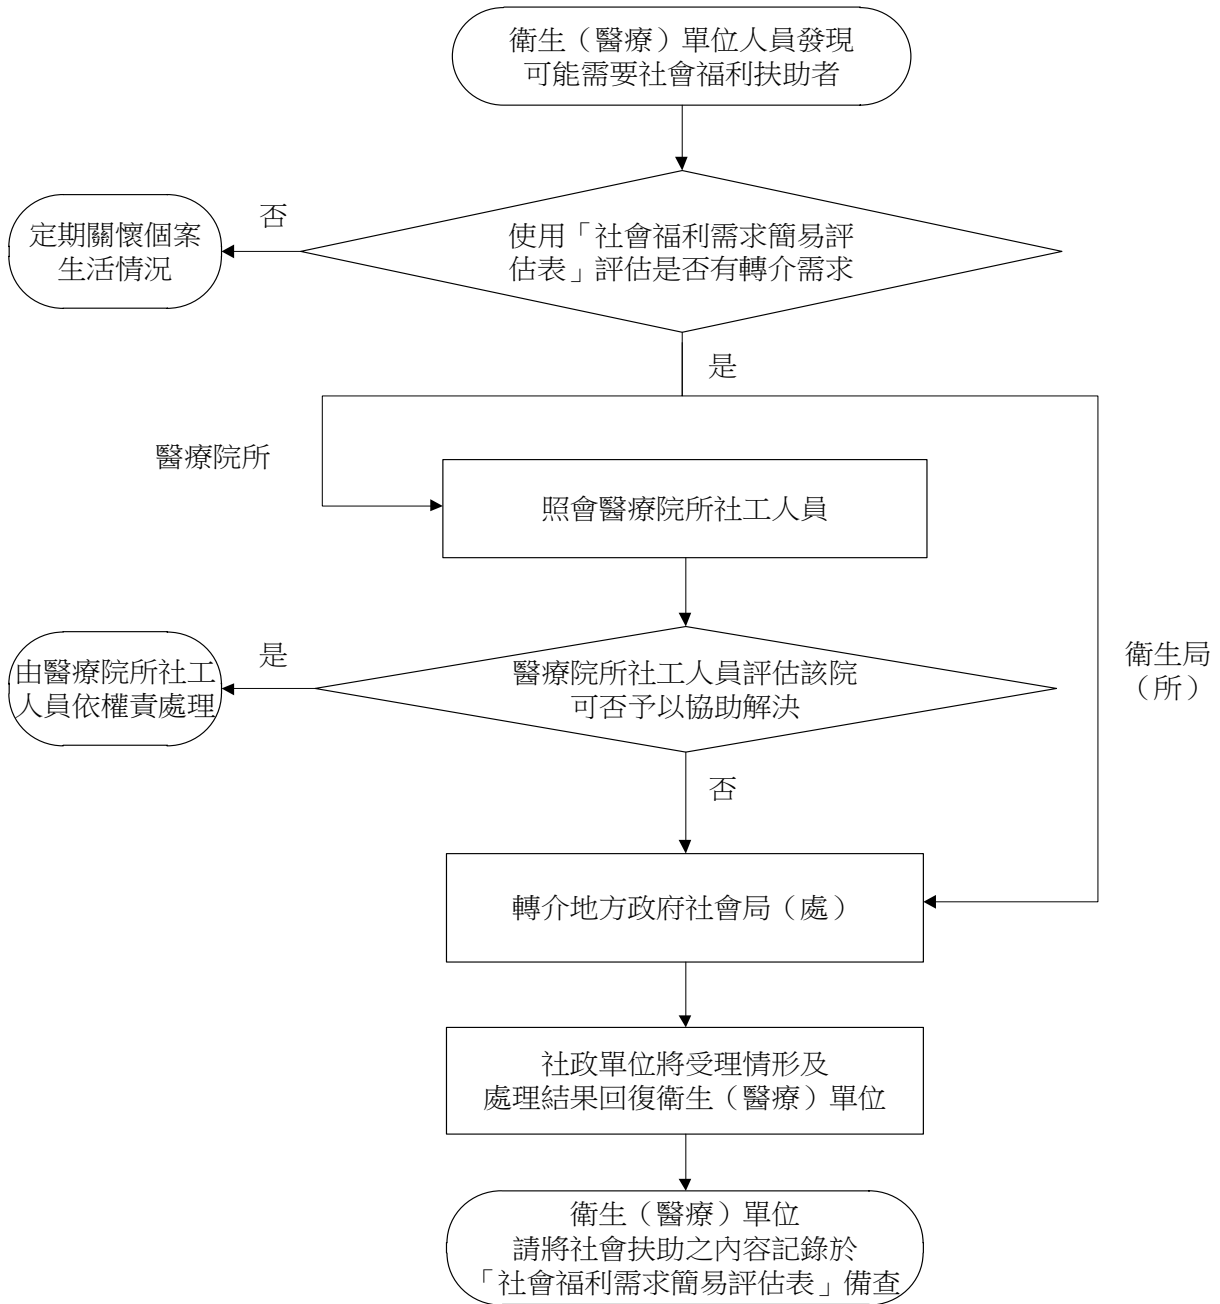 衛生（醫療）單位人員發現
可能需要社會福利扶助者
否
定期關懷個案
生活情況
使用「社會福利需求簡易評
估表」評估是否有轉介需求
是
醫療院所
照會醫療院所社工人員
是
由醫療院所社工
人員依權責處理
醫療院所社工人員評估該院
可否予以協助解決
衛生局
（所）
否
轉介地方政府社會局（處）
社政單位將受理情形及
處理結果回復衛生（醫療）單位
衛生（醫療）單位
請將社會扶助之內容記錄於
「社會福利需求簡易評估表」備查